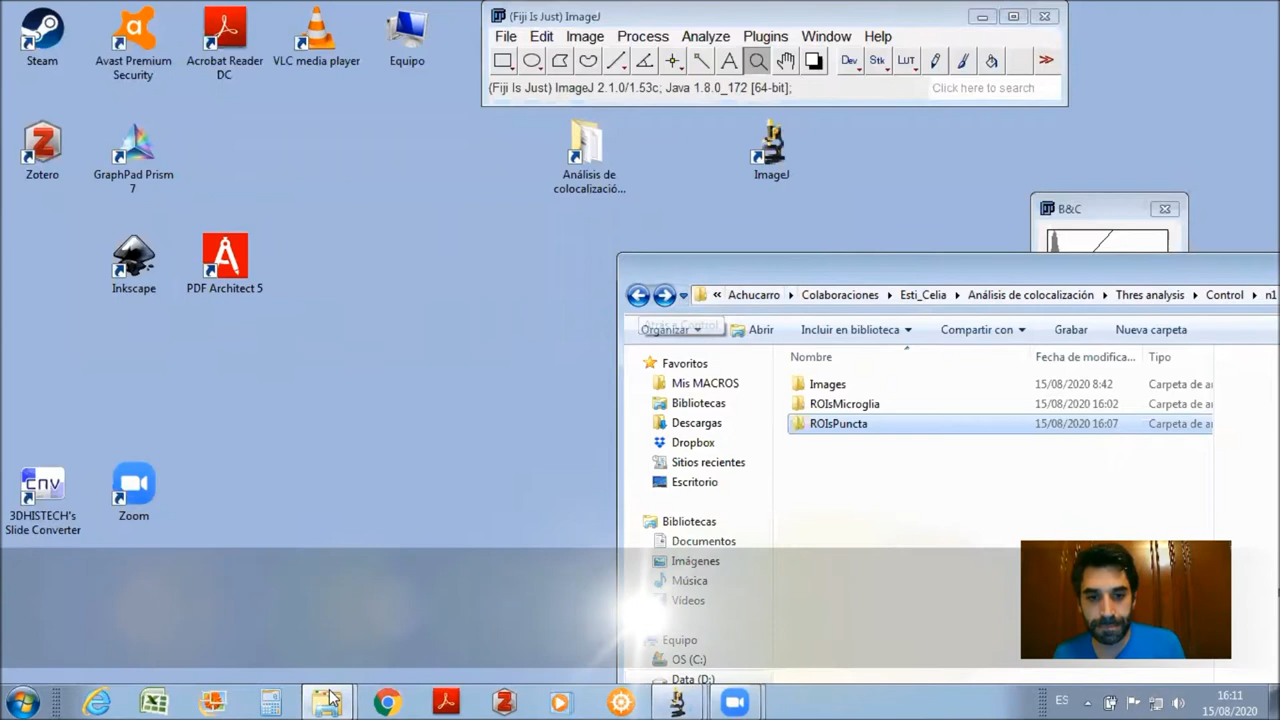 Steam
Avast Premium
Security
Acrobat Reader
DC
VLC media player
Equipo
(Fiji Is Just) ImageJ
File Edit Image Process Analyze Plugins Window Help
Dev Stk LUT
(Fiji Is Just) ImageJ 2.1.0/1.53c; Java 1.8.0_172 [64-bit]; Click here to search
Zotero
GraphPad Prism
7
Análisis de
colocalizació...
ImageJ
B&C
Inkscape
PDF Architect 5
« Achucarro Colaboraciones Esti_Celia Análisis de colocalización Thres analysis Control n1
Organizar Abrir Incluir en biblioteca Compartir con Grabar Nueva carpeta
Nombre Fecha de modifica... Tipo
Favoritos
Mis MACROS
Bibliotecas
Descargas
Dropbox
Sitios recientes
Escritorio
Bibliotecas
Documentos
Imágenes
Música
Vídeos
Equipo
OS (C:)
Data (D:)
Images 15/08/2020 8:42 Carpeta de ar
ROIsMicroglia 15/08/2020 16:02 Carpeta de ar
ROIsPuncta 15/08/2020 16:07 Carpeta de ar
cnv
3DHISTECH's
Slide Converter
Zoom
ES
16:11
15/08/2020